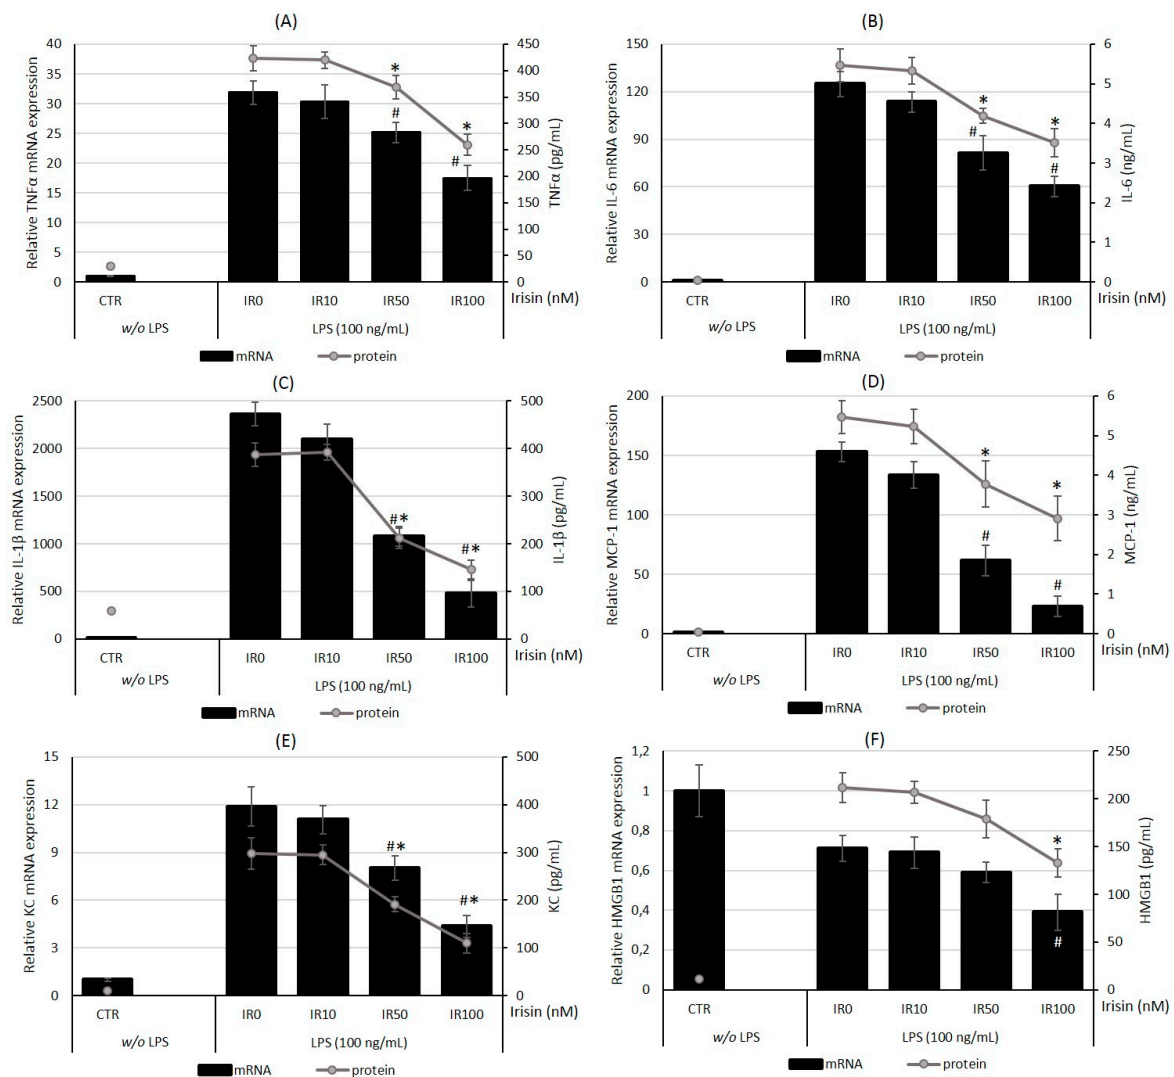 (A)
Relative TNFα mRNA expression
40
35
30
25
20
15
10
5
0
450
400
350
300
250
200
150
100
50
0
TNFα (pg/mL)
*
#
*
#
CTR IR0 IR10 IR50 IR100 Irisin (nM)
w/o LPS LPS (100 ng/mL)
mRNA protein
(B)
Relative IL-6 mRNA expression
150
120
90
60
30
0
6
5
4
3
2
1
0
IL-6 (ng/mL)
*
#
*
#
CTR IR0 IR10 IR50 IR100 Irisin (nM)
w/o LPS LPS (100 ng/mL)
mRNA protein
(C)
Relative IL-1β mRNA expression
2500
2000
1500
1000
500
0
500
400
300
200
100
0
IL-1β (pg/mL)
#*
#*
CTR IR0 IR10 IR50 IR100 Irisin (nM)
w/o LPS LPS (100 ng/mL)
mRNA protein
(D)
Relative MCP-1 mRNA expression
200
150
100
50
0
6
5
4
3
2
1
0
MCP-1 (ng/mL)
*
#
*
#
CTR IR0 IR10 IR50 IR100 Irisin (nM)
w/o LPS LPS (100 ng/mL)
mRNA protein
(E)
Relative KC mRNA expression
15
12
9
6
3
0
500
400
300
200
100
0
KC (pg/mL)
#*
#*
CTR IR0 IR10 IR50 IR100 Irisin (nM)
w/o LPS LPS (100 ng/mL)
mRNA protein
(F)
Relative HMGB1 mRNA expression
1,2
1
0,8
0,6
0,4
0,2
0
250
200
150
100
50
0
HMGB1 (pg/mL)
*
#
CTR IR0 IR10 IR50 IR100 Irisin (nM)
w/o LPS LPS (100 ng/mL)
mRNA protein